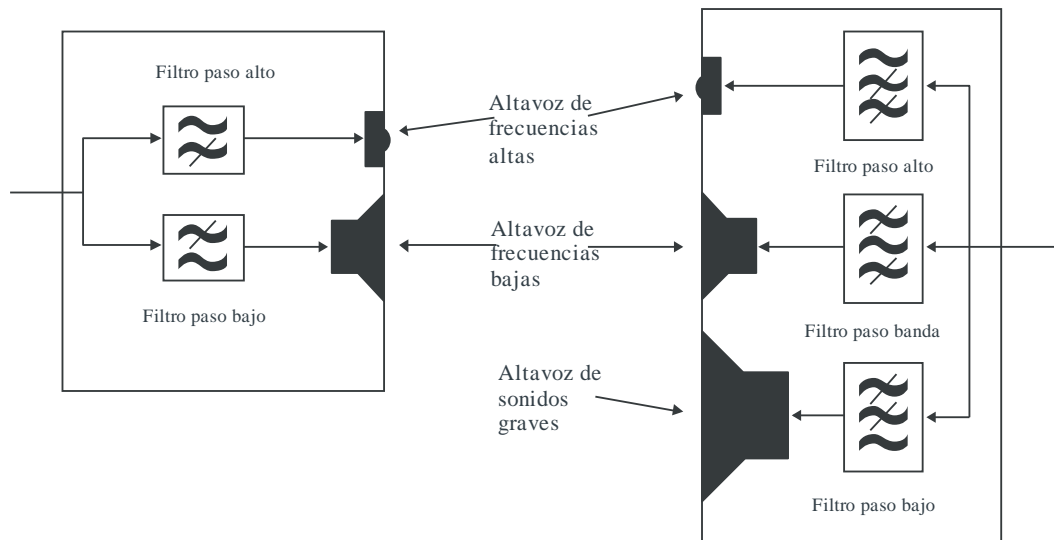 Filtro paso alto
Filtro paso bajo
Altavoz de
frecuencias
altas
Altavoz de
frecuencias
bajas
Altavoz de
sonidos
graves
Filtro paso alto
Filtro paso banda
Filtro paso bajo